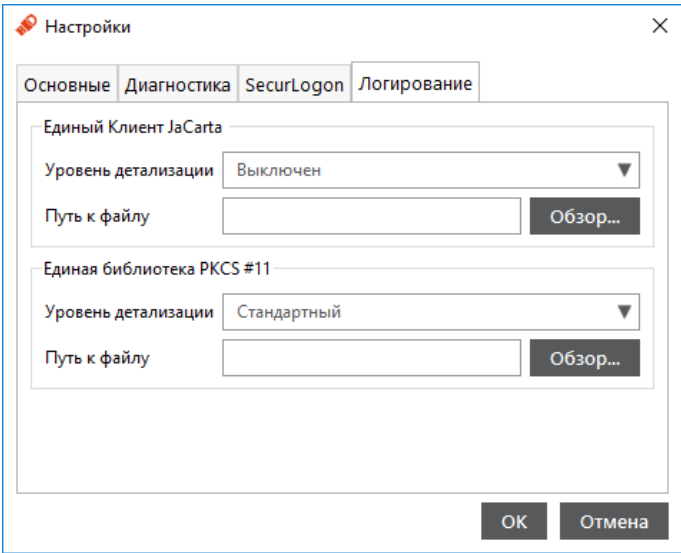 Настройки
Основные Диагностика SecurLogon Логирование
Единый Клиент JaCarta
Уровень детализации Выключен
Путь к файлу Обзор...
Единая библиотека PKCS #11
Уровень детализации Стандартный
Путь к файлу Обзор...
ОК Отмена